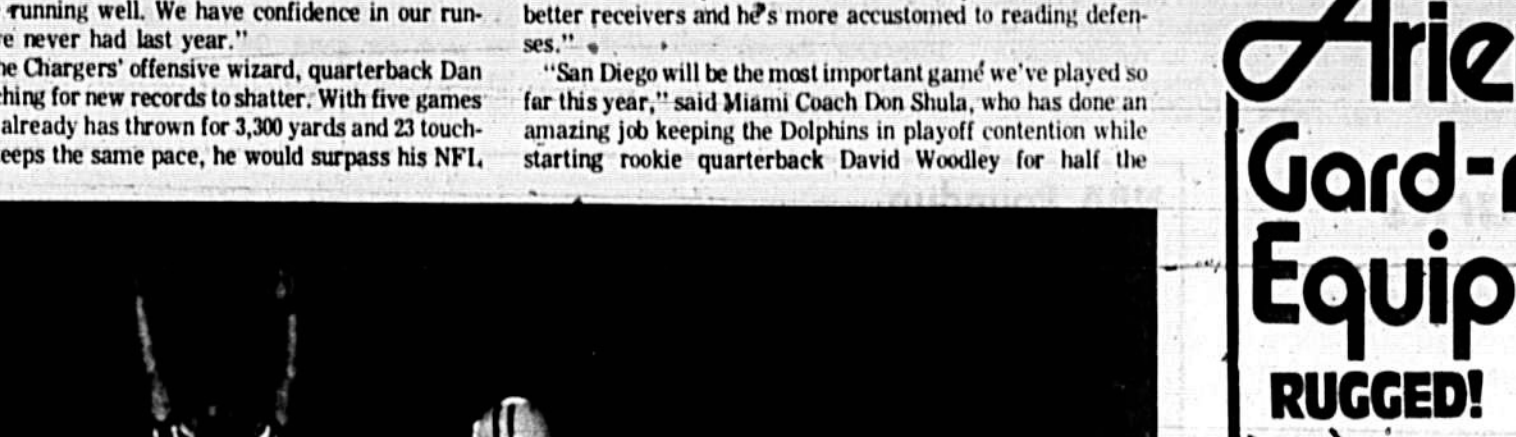 running well. We have confidence in our run-
never had last year."
Chargers' offensive wizard, quarterback Dan
for new records to shatter. With five games
already has thrown for 3,300 yards and 23 touch-
the same pace, he would surpass his NFL
better receivers and he's more accustomed to reading defen-
ses."
"San Diego will be the most important game we've played so
far this year," said Miami Coach Don Shula, who has done an
amazing job keeping the Dolphins in playoff contention while
starting rookie quarterback David Woodley for half the
Arie
Gard-
Equip
RUGGED!